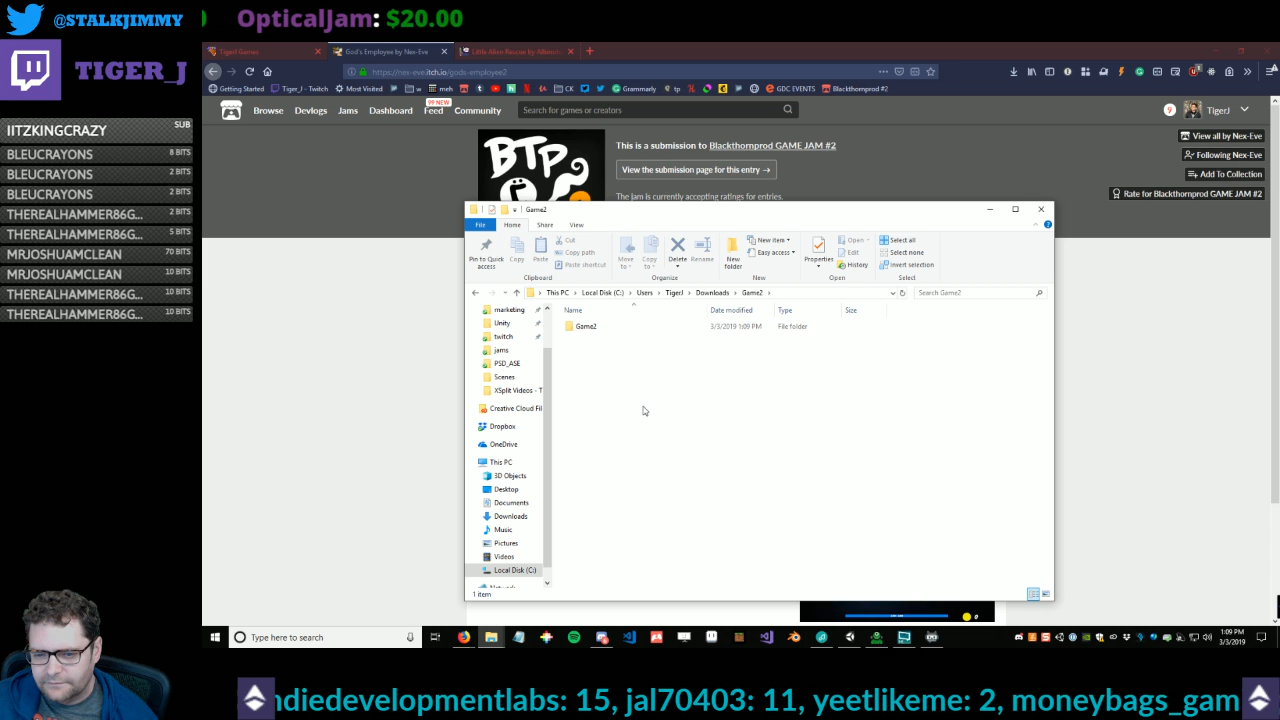 @STALKJIMMY
OpticalJam: $20.00
TIGER_J
IITZKINGCRAZY SUB
BLEUCRAYONS 8 BITS
BLEUCRAYONS 2 BITS
BLEUCRAYONS 2 BITS
THEREALHAMMER86G... 2 BITS
THEREALHAMMER86G... 5 BITS
MRJOSHUAMCLEAN 70 BITS
MRJOSHUAMCLEAN 10 BITS
THEREALHAMMER86G... 10 BITS
THEREALHAMMER86G... 10 BITS
TigerJ Games
God's Employee by Nex-Eve
Little Alien Rescue by
https://nex-eve.itch.io/gods-employee2
Getting Started
Tiger_J - Twitch
Most Visited
w
meh
t
N
CK
Grammarly
tp
GDC EVENTS
Blackthornprod #2
Browse
Devlogs
Jams
Dashboard
99 NEW
Feed
Community
Search for games or creators
9
TigerJ
BTP
This is a submission to Blackthornprod GAME JAM #2
View the submission page for this entry →
The jam is currently accepting ratings for entries.
View all by Nex-Eve
Following Nex-Eve
Add To Collection
Rate for Blackthornprod GAME JAM #2
Game2
File
Home
Share
View
Pin to Quick access
Copy
Paste
Cut
Copy path
Paste shortcut
Clipboard
Move to
Copy to
Delete
Rename
Organize
New folder
New item
Easy access
New
Properties
Open
Edit
History
Open
Select all
Select none
Invert selection
Select
This PC > Local Disk (C:) > Users > TigerJ > Downloads > Game2 >
Search Game2
Name
Date modified
Type
Size
Game2 3/3/2019 1:09 PM File folder
marketing
Unity
twitch
jams
PSD_ASE
Scenes
XSplit Videos - T
Creative Cloud Fil
Dropbox
OneDrive
This PC
3D Objects
Desktop
Documents
Downloads
Music
Pictures
Videos
Local Disk (C:)
1 item
Type here to search
1:09 PM
3/3/2019
ndiedevelopmentlabs: 15, jal70403: 11, yeetlikeme: 2, moneybags_gam